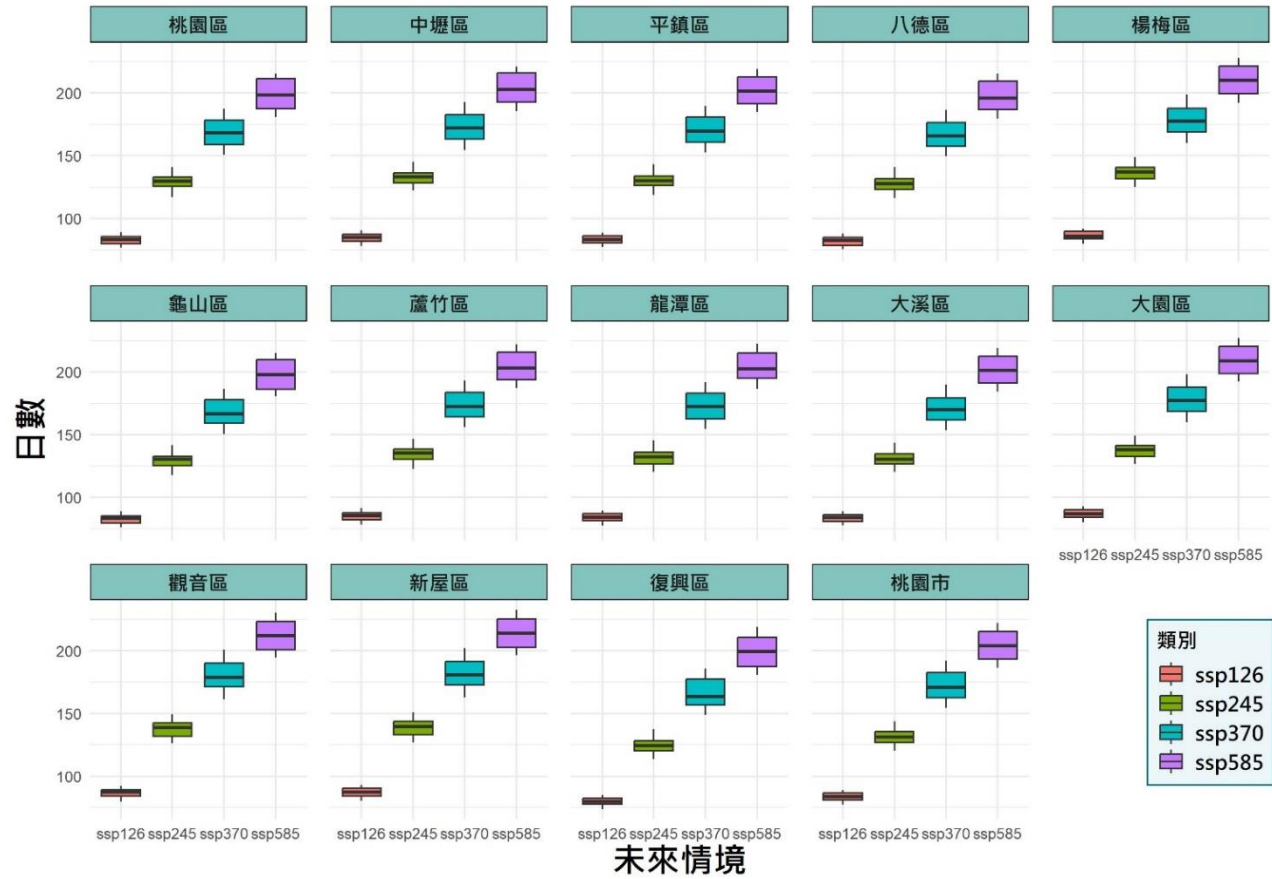 桃園區
中壢區
平鎮區
八德區
楊梅區
200
150
100
龜山區
蘆竹區
龍潭區
大溪區
大園區
200
150
100
ssp126 ssp245 ssp370 ssp585
觀音區
新屋區
復興區
桃園市
200
150
100
ssp126 ssp245 ssp370 ssp585
ssp126 ssp245 ssp370 ssp585
ssp126 ssp245 ssp370 ssp585
ssp126 ssp245 ssp370 ssp585
日數
未來情境
類別
ssp126
ssp245
ssp370
ssp585